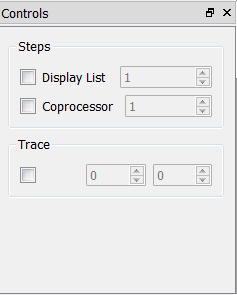 Controls
Steps
Display List 1
Coprocessor 1
Trace
0 0